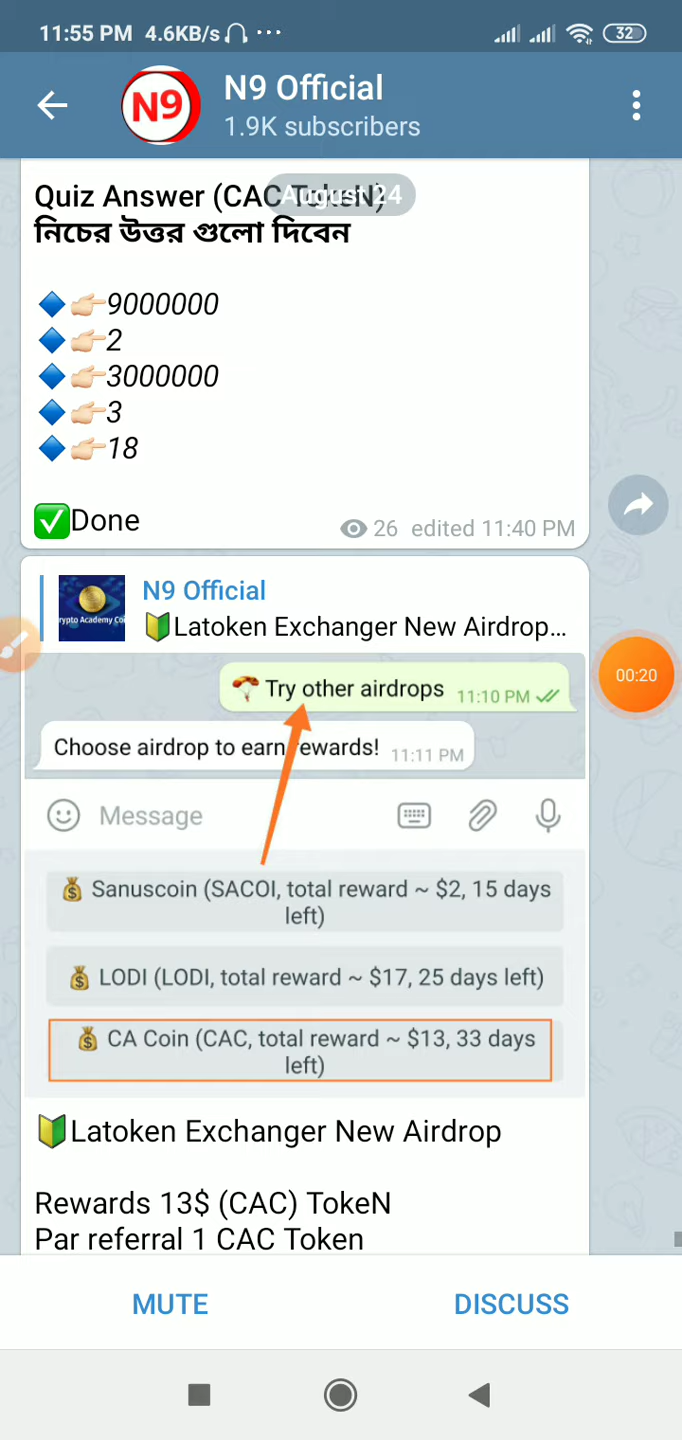 11:55 PM 4.6KB/s ... 32
N9 N9 Official
1.9K subscribers
August 24
Quiz Answer (CAC TokeN)
নিচের উত্তর গুলো দিবেন
🔷👉🏻9000000
🔷👉🏻2
🔷👉🏻3000000
🔷👉🏻3
🔷👉🏻18
✅Done
26 edited 11:40 PM
N9 Official
🔰Latoken Exchanger New Airdrop...
🪂 Try other airdrops 11:10 PM
Choose airdrop to earn rewards! 11:11 PM
00:20
Message
💰 Sanuscoin (SACOI, total reward ~ $2, 15 days
left)
💰 LODI (LODI, total reward ~ $17, 25 days left)
💰 CA Coin (CAC, total reward ~ $13, 33 days
left)
🔰Latoken Exchanger New Airdrop
Rewards 13$ (CAC) TokeN
Par referral 1 CAC Token
MUTE DISCUSS